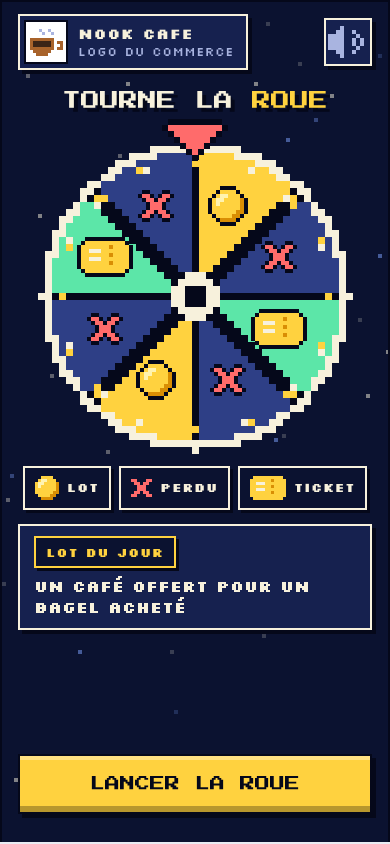 NOOK CAFE
LOGO DU COMMERCE
TOURNE LA ROUE
LOT
PERDU
TICKET
LOT DU JOUR
UN CAFÉ OFFERT POUR UN
BAGEL ACHETÉ
LANCER LA ROUE